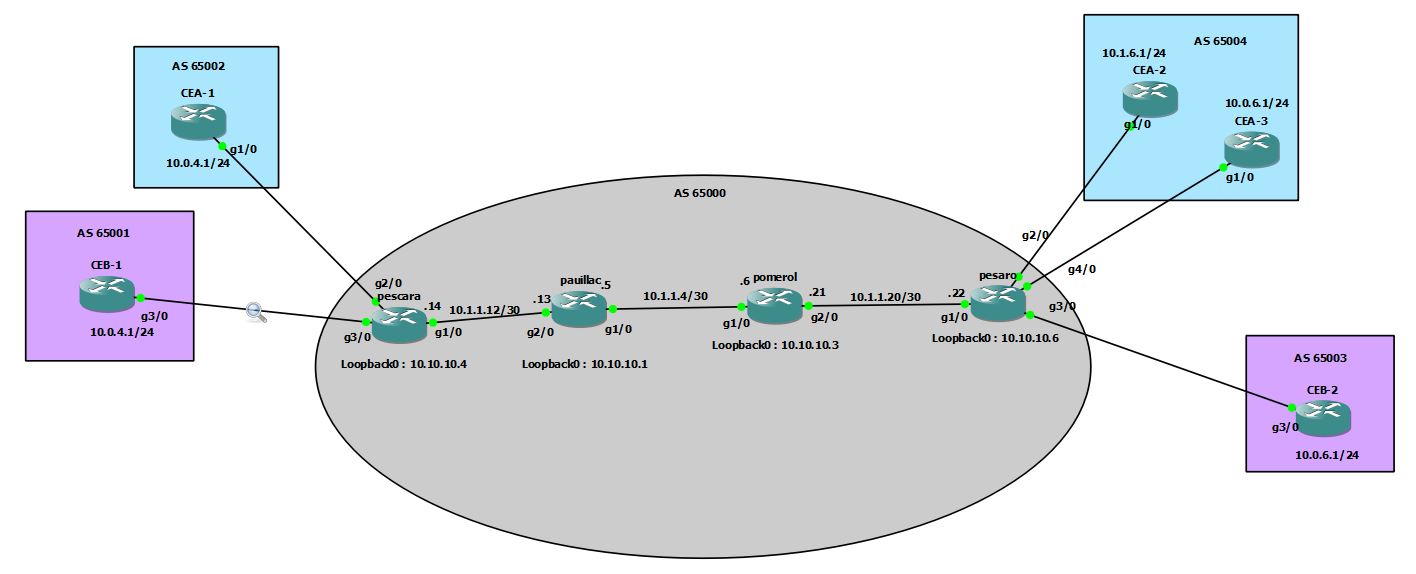 AS 65002
CEA-1
g1/0
10.0.4.1/24
AS 65001
CEB-1
g3/0
10.0.4.1/24
AS 65000
g2/0
pescara
.14
g3/0
g1/0
Loopback0 : 10.10.10.4
10.1.1.12/30
pauillac
.13
.5
g2/0
g1/0
Loopback0 : 10.10.10.1
10.1.1.4/30
pomerol
.6
.21
g1/0
g2/0
Loopback0 : 10.10.10.3
10.1.1.20/30
pesaro
.22
g1/0
g2/0
g4/0
g3/0
Loopback0 : 10.10.10.6
AS 65004
10.1.6.1/24
CEA-2
g1/0
10.0.6.1/24
CEA-3
g1/0
AS 65003
CEB-2
g3/0
10.0.6.1/24